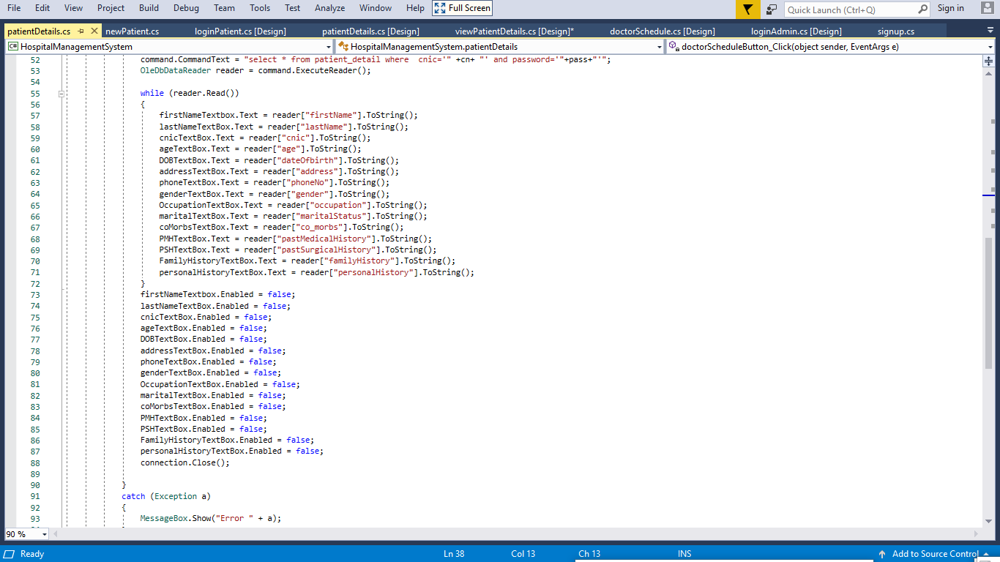 File Edit View Project Build Debug Team Tools Test Analyze Window Help Full Screen Quick Launch (Ctrl+Q) Sign in
patientDetails.cs newPatient.cs loginPatient.cs [Design] patientDetails.cs [Design] viewPatientDetails.cs [Design]* doctorSchedule.cs [Design] loginAdmin.cs [Design] signup.cs
C# HospitalManagementSystem HospitalManagementSystem.patientDetails doctorScheduleButton_Click(object sender, EventArgs e)
52 command.CommandText = "select * from patient_detail where  cnic='" +cn+ "' and password='"+pass+"'";
53 OleDbDataReader reader = command.ExecuteReader();
54
55 while (reader.Read())
56 {
57 firstNameTextbox.Text = reader["firstName"].ToString();
58 lastNameTextBox.Text = reader["lastName"].ToString();
59 cnicTextBox.Text = reader["cnic"].ToString();
60 ageTextBox.Text = reader["age"].ToString();
61 DOBTextBox.Text = reader["dateOfbirth"].ToString();
62 addressTextBox.Text = reader["address"].ToString();
63 phoneTextBox.Text = reader["phoneNo"].ToString();
64 genderTextBox.Text = reader["gender"].ToString();
65 OccupationTextBox.Text = reader["occupation"].ToString();
66 maritalTextBox.Text = reader["maritalStatus"].ToString();
67 coMorbsTextBox.Text = reader["co_morbs"].ToString();
68 PMHTextBox.Text = reader["pastMedicalHistory"].ToString();
69 PSHTextBox.Text = reader["pastSurgicalHistory"].ToString();
70 FamilyHistoryTextBox.Text = reader["familyHistory"].ToString();
71 personalHistoryTextBox.Text = reader["personalHistory"].ToString();
72 }
73 firstNameTextbox.Enabled = false;
74 lastNameTextBox.Enabled = false;
75 cnicTextBox.Enabled = false;
76 ageTextBox.Enabled = false;
77 DOBTextBox.Enabled = false;
78 addressTextBox.Enabled = false;
79 phoneTextBox.Enabled = false;
80 genderTextBox.Enabled = false;
81 OccupationTextBox.Enabled = false;
82 maritalTextBox.Enabled = false;
83 coMorbsTextBox.Enabled = false;
84 PMHTextBox.Enabled = false;
85 PSHTextBox.Enabled = false;
86 FamilyHistoryTextBox.Enabled = false;
87 personalHistoryTextBox.Enabled = false;
88 connection.Close();
89
90 }
91 catch (Exception a)
92 {
93 MessageBox.Show("Error " + a);
90 %
Ready Ln 38 Col 13 Ch 13 INS Add to Source Control